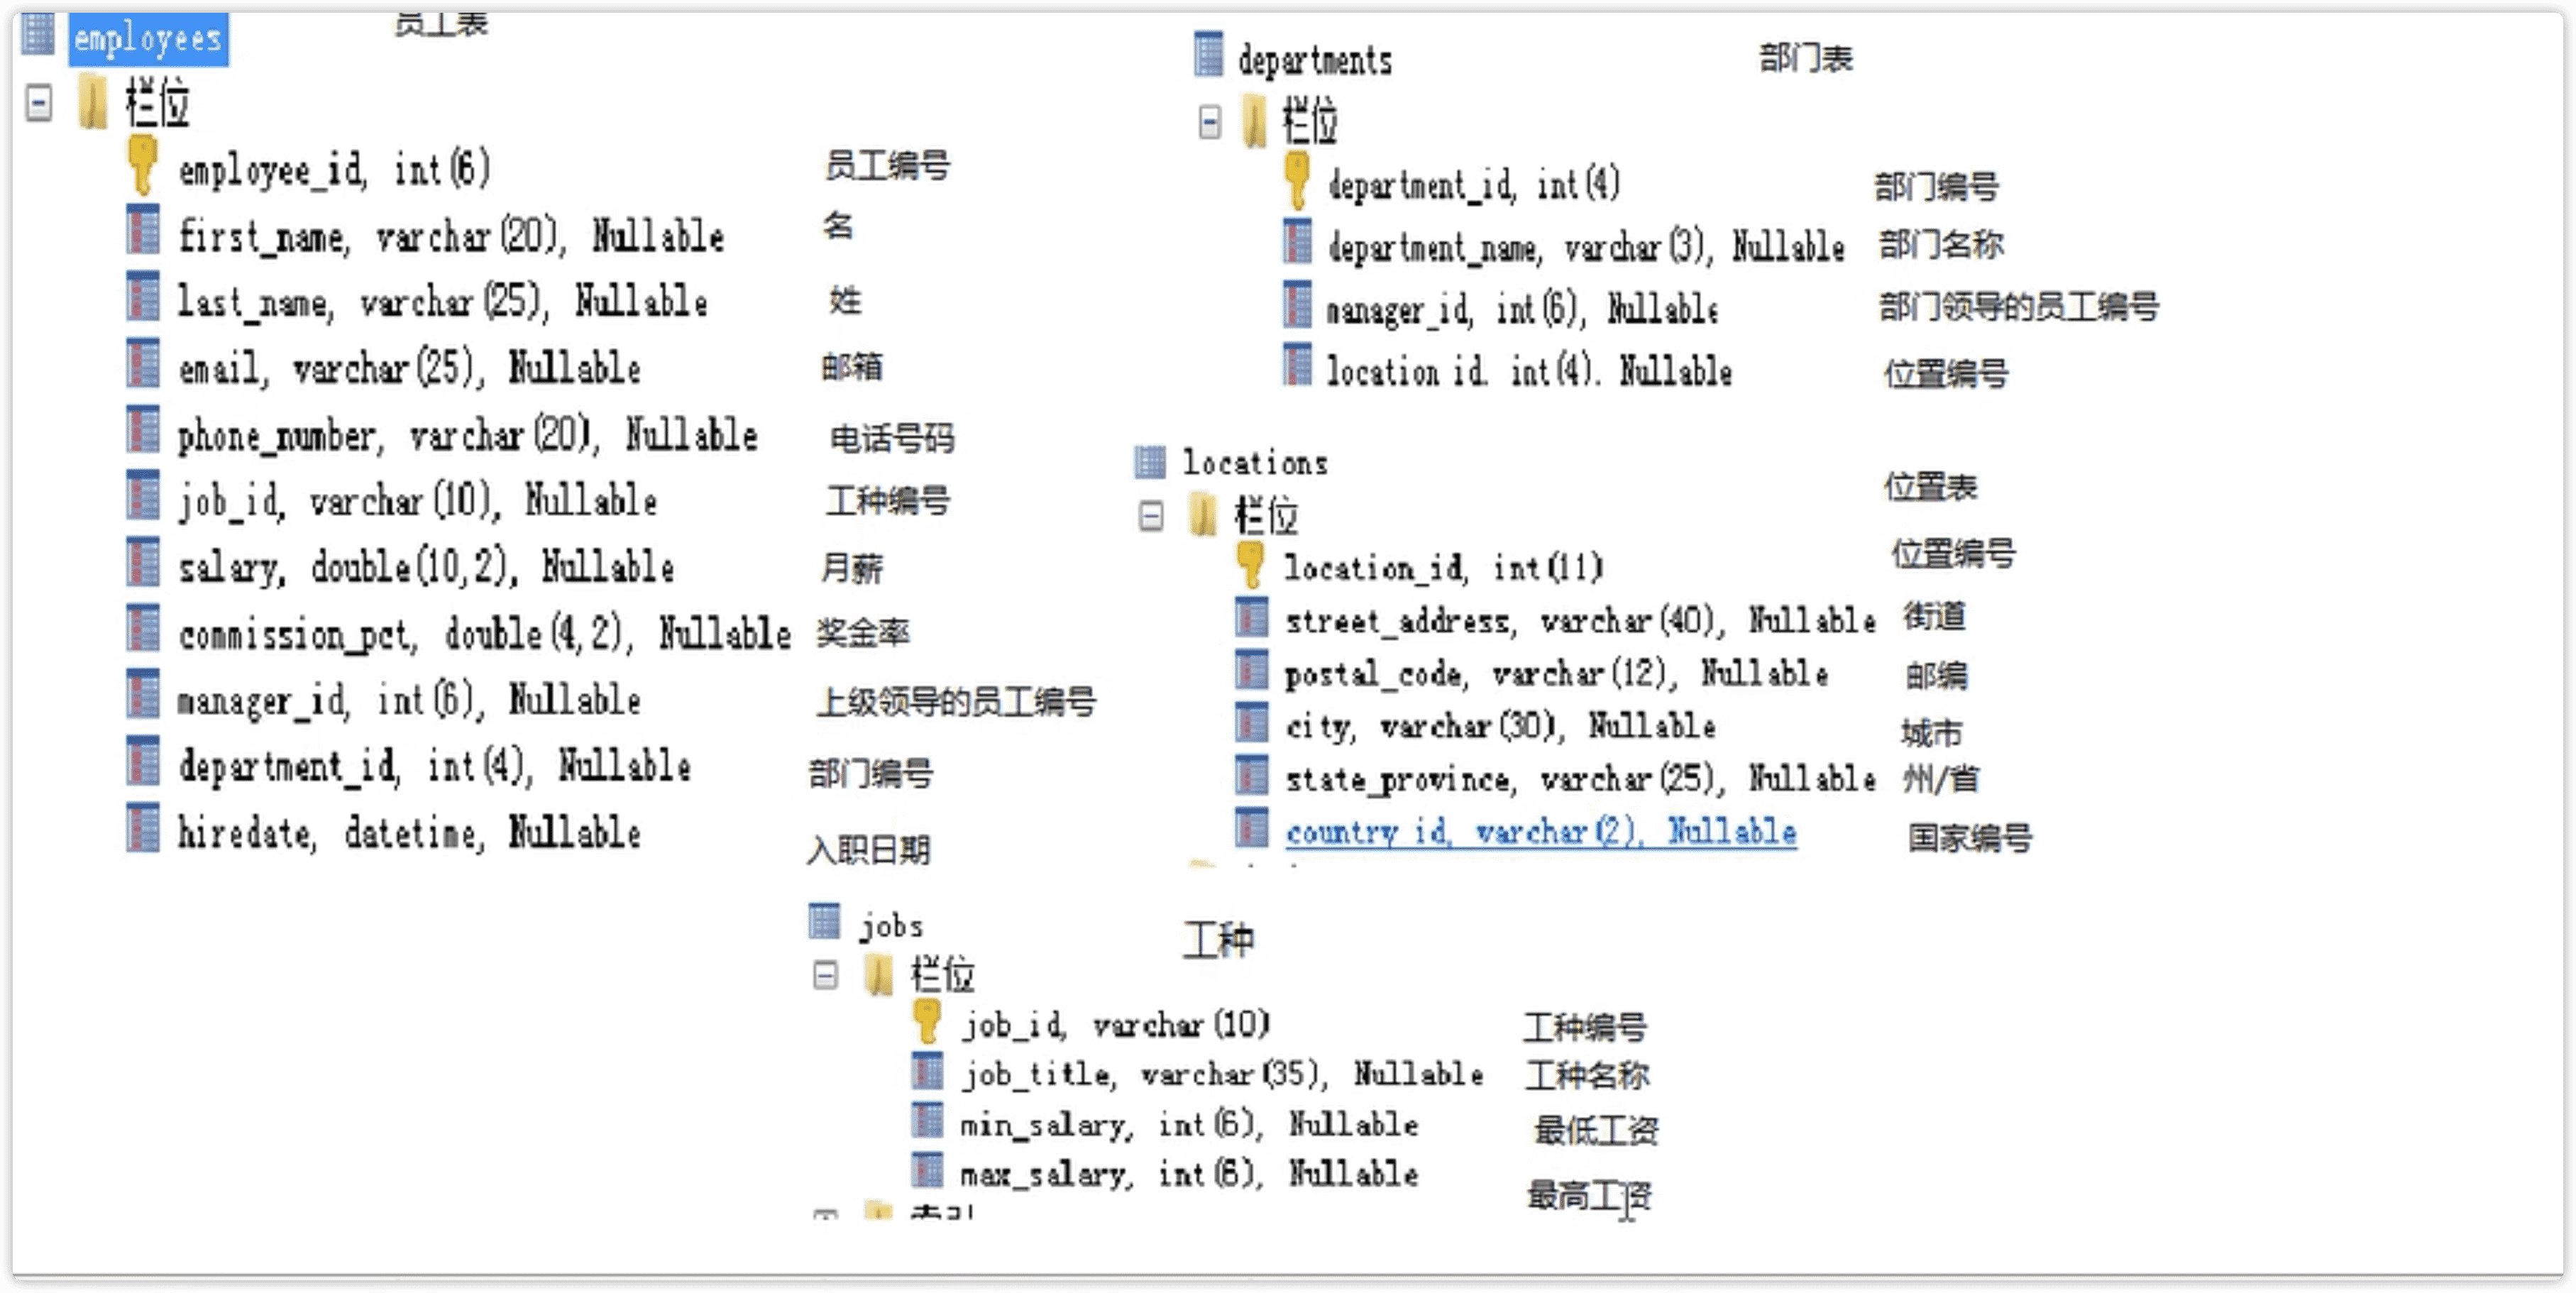 employees 员工表
栏位
employee_id, int(6) 员工编号
first_name, varchar(20), Nullable 名
last_name, varchar(25), Nullable 姓
email, varchar(25), Nullable 邮箱
phone_number, varchar(20), Nullable 电话号码
job_id, varchar(10), Nullable 工种编号
salary, double(10,2), Nullable 月薪
commission_pct, double(4,2), Nullable 奖金率
manager_id, int(6), Nullable 上级领导的员工编号
department_id, int(4), Nullable 部门编号
hiredate, datetime, Nullable 入职日期
departments 部门表
栏位
department_id, int(4) 部门编号
department_name, varchar(3), Nullable 部门名称
manager_id, int(6), Nullable 部门领导的员工编号
location_id, int(4), Nullable 位置编号
locations 位置表
栏位
location_id, int(11) 位置编号
street_address, varchar(40), Nullable 街道
postal_code, varchar(12), Nullable 邮编
city, varchar(30), Nullable 城市
state_province, varchar(25), Nullable 州/省
country_id, varchar(2), Nullable 国家编号
jobs 工种
栏位
job_id, varchar(10) 工种编号
job_title, varchar(35), Nullable 工种名称
min_salary, int(6), Nullable 最低工资
max_salary, int(6), Nullable 最高工资
索引